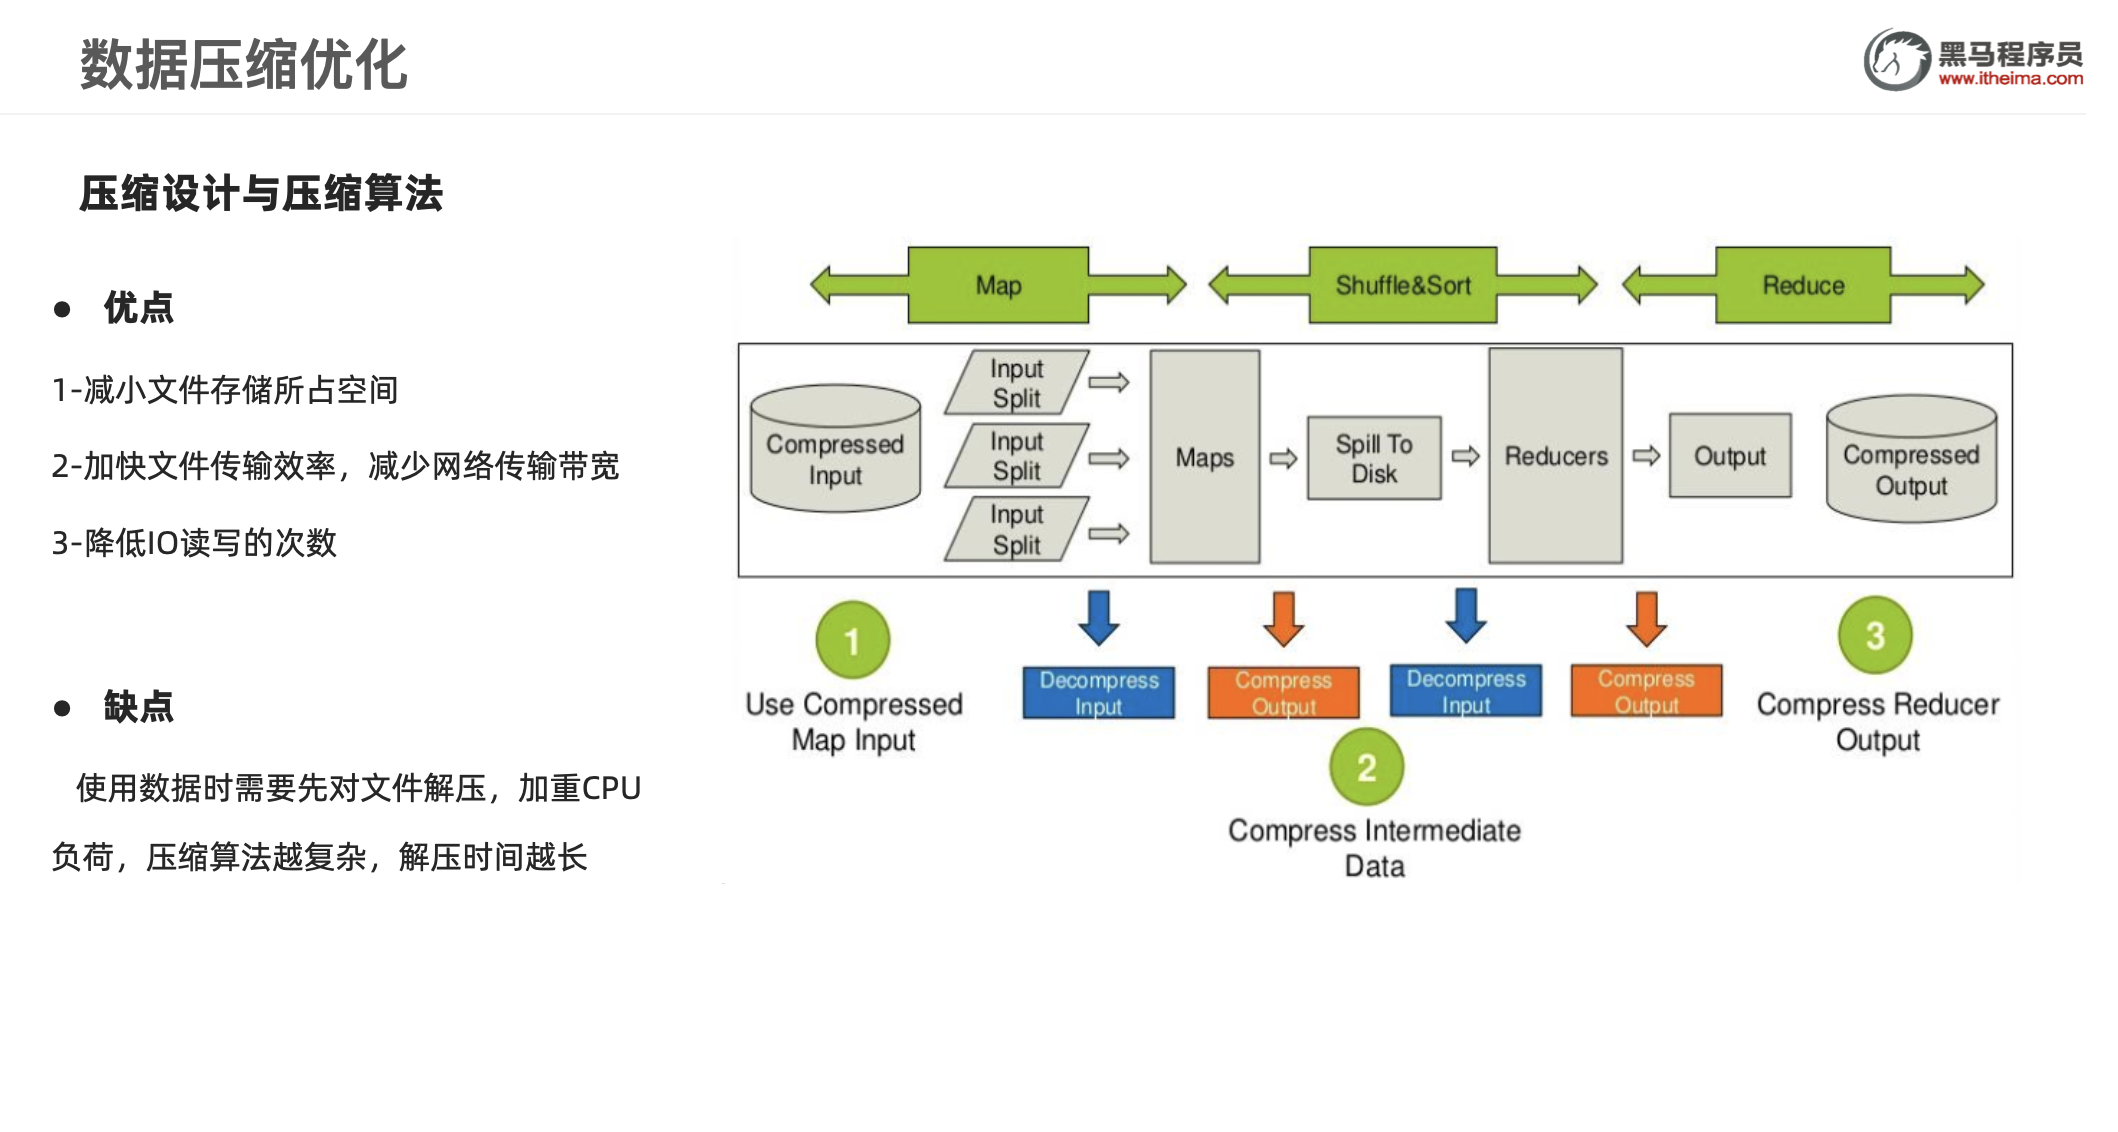 数据压缩优化
黑马程序员
www.itheima.com
压缩设计与压缩算法
● 优点
1-减小文件存储所占空间
2-加快文件传输效率，减少网络传输带宽
3-降低IO读写的次数
● 缺点
使用数据时需要先对文件解压，加重CPU
负荷，压缩算法越复杂，解压时间越长
Map
Shuffle&Sort
Reduce
Compressed
Input
Input
Split
Input
Split
Input
Split
Maps
Spill To
Disk
Reducers
Output
Compressed
Output
1
Use Compressed
Map Input
Decompress
Input
Compress
Output
Decompress
Input
Compress
Output
2
Compress Intermediate
Data
3
Compress Reducer
Output